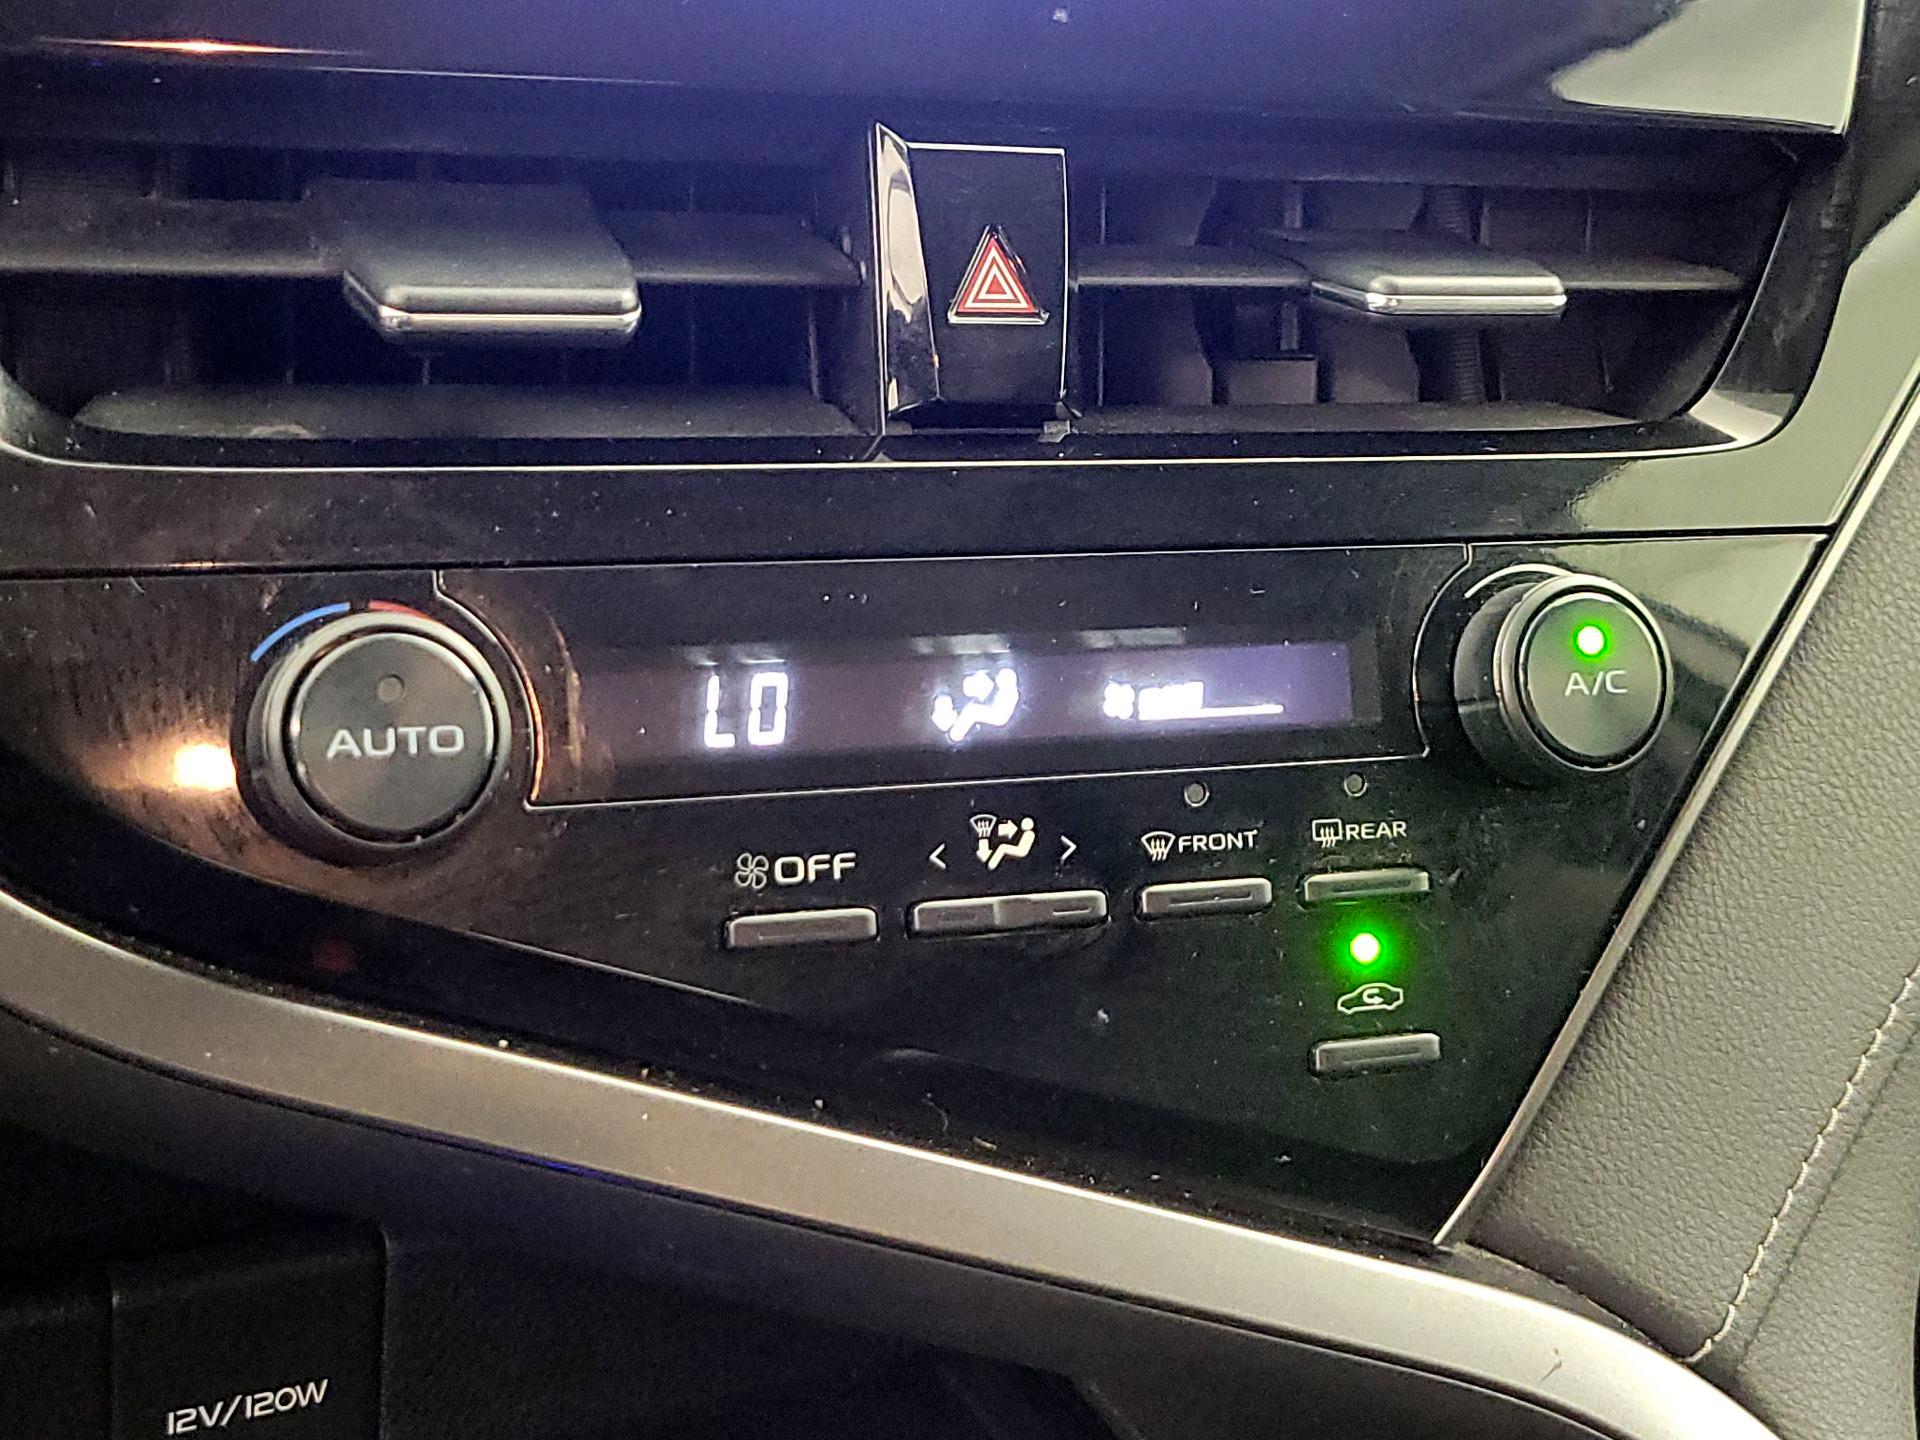 LO
A/C
AUTO
OFF
< >
FRONT
REAR
12V/120W